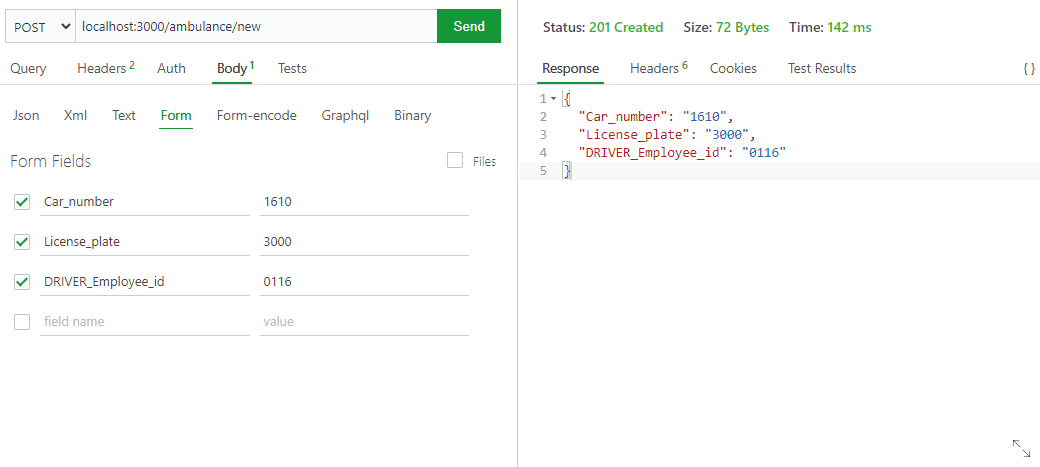 POST localhost:3000/ambulance/new Send
Query Headers 2 Auth Body 1 Tests
Json Xml Text Form Form-encode Graphql Binary
Form Fields Files
Car_number 1610
License_plate 3000
DRIVER_Employee_id 0116
field name value
Status: 201 Created Size: 72 Bytes Time: 142 ms
Response Headers 6 Cookies Test Results { }
1 {
2 "Car_number": "1610",
3 "License_plate": "3000",
4 "DRIVER_Employee_id": "0116"
5 }